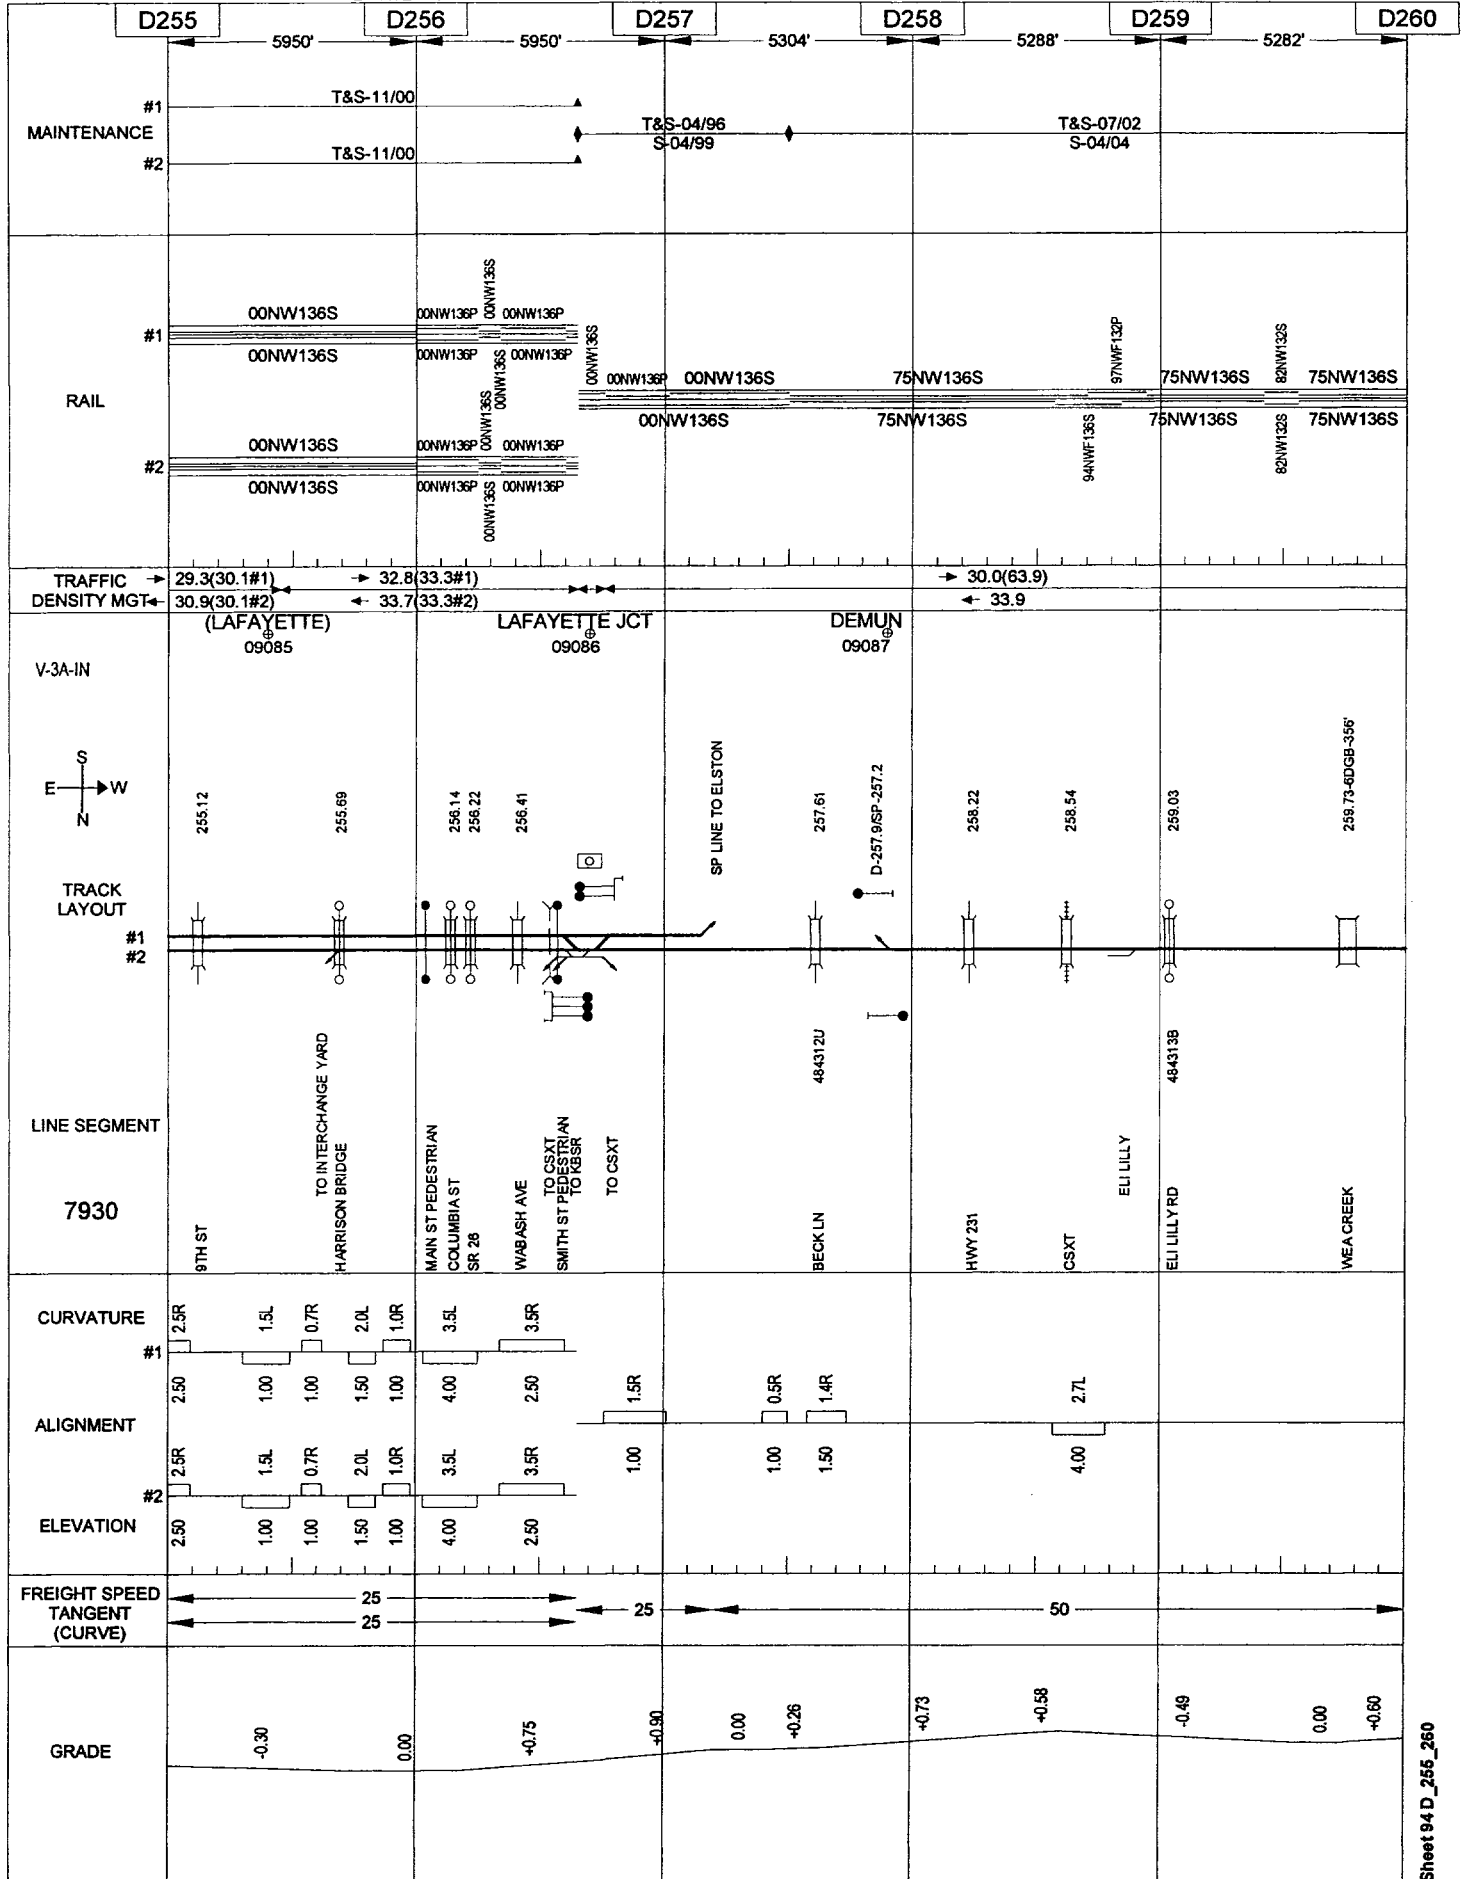 D255 D256 D257 D258 D259 D260
5950' 5950' 5304' 5288' 5282'
MAINTENANCE
#1 T&S-11/00
T&S-04/96 T&S-07/02
S-04/99 S-04/04
#2 T&S-11/00
RAIL
00NW136S 00NW136P 00NW136S 00NW136P
#1
00NW136S 00NW136P 00NW136P
00NW136S
00NW136S
00NW136P 00NW136S 75NW136S 97NWF132P 75NW136S 82NW132S 75NW136S
00NW136S 75NW136S 94NWF136S 75NW136S 82NW132S 75NW136S
00NW136S 00NW136P 00NW136S 00NW136P
#2
00NW136S 00NW136P 00NW136S 00NW136P
TRAFFIC 29.3(30.1#1) 32.8(33.3#1) 30.0(63.9)
DENSITY MGT 30.9(30.1#2) 33.7(33.3#2) 33.9
(LAFAYETTE) LAFAYETTE JCT DEMUN
09085 09086 09087
V-3A-IN
S
E W
N
255.12 255.69 256.14 256.22 256.41 SP LINE TO ELSTON 257.61 D-257.9/SP-257.2 258.22 258.54 259.03 259.73-6DGB-356'
TRACK
LAYOUT
#1
#2
484312U 484313B
LINE SEGMENT
7930
9TH ST
TO INTERCHANGE YARD
HARRISON BRIDGE
MAIN ST PEDESTRIAN
COLUMBIA ST
SR 26
WABASH AVE
TO CSXT
SMITH ST PEDESTRIAN
TO KBSR
TO CSXT
BECK LN
HWY 231
CSXT
ELI LILLY
ELI LILLY RD
WEA CREEK
CURVATURE
2.5R 1.5L 0.7R 2.0L 1.0R 3.5L 3.5R
#1
2.50 1.00 1.00 1.50 1.00 4.00 2.50
1.5R 0.5R 1.4R 2.7L
ALIGNMENT
1.00 1.00 1.50 4.00
2.5R 1.5L 0.7R 2.0L 1.0R 3.5L 3.5R
#2
ELEVATION
2.50 1.00 1.00 1.50 1.00 4.00 2.50
FREIGHT SPEED
TANGENT
(CURVE)
25
25
25 50
GRADE
-0.30 0.00 +0.75 +0.90 0.00 +0.26 +0.73 +0.58 -0.49 0.00 +0.60
Sheet 94 D_255_260